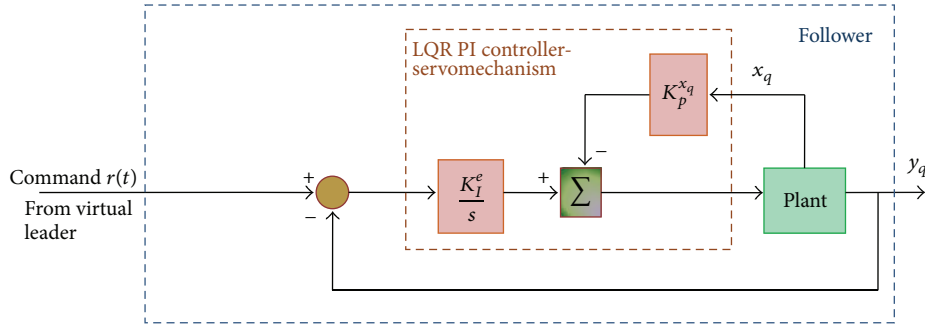 Follower
LQR PI controller-
servomechanism
x_q
K_p^{x_q}
−
y_q
Command r(t)
+
K_I^e
s
+
∑
Plant
From virtual
leader
−